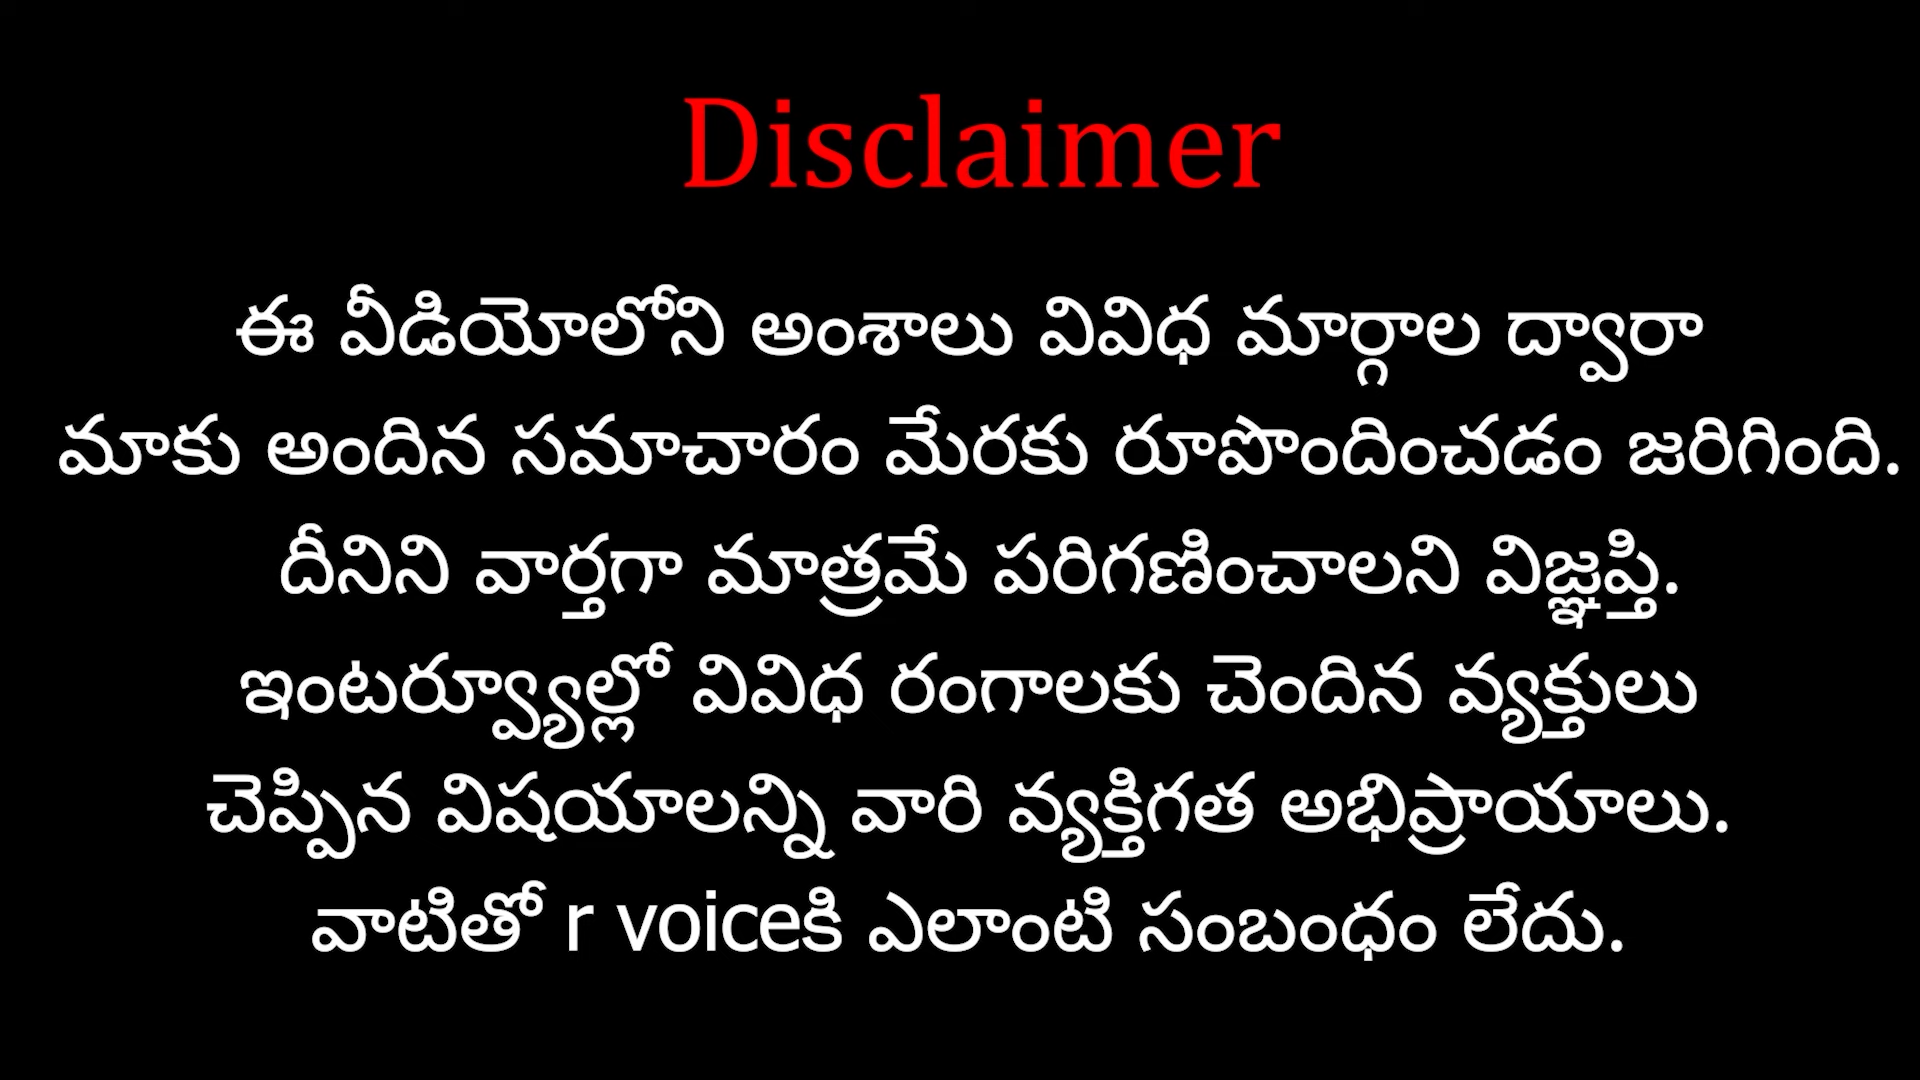 Disclaimer
ఈ వీడియోలోని అంశాలు వివిధ మార్గాల ద్వారా
మాకు అందిన సమాచారం మేరకు రూపొందించడం జరిగింది.
దీనిని వార్తగా మాత్రమే పరిగణించాలని విజ్ఞప్తి.
ఇంటర్వ్యూల్లో వివిధ రంగాలకు చెందిన వ్యక్తులు
చెప్పిన విషయాలన్ని వారి వ్యక్తిగత అభిప్రాయాలు.
వాటితో r voiceకి ఎలాంటి సంబంధం లేదు.